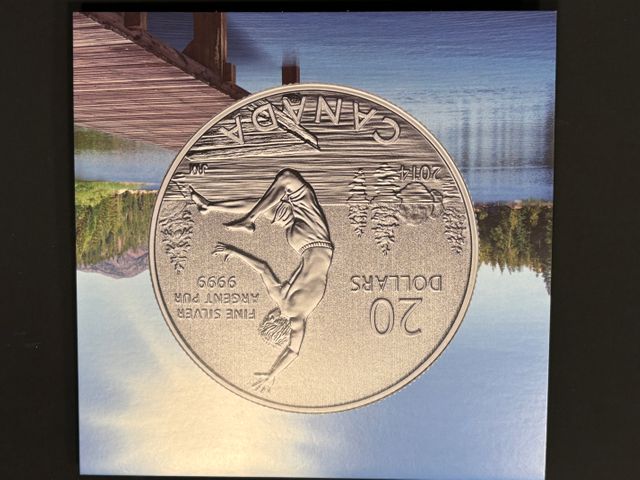 20
DOLLARS
FINE SILVER
ARGENT PUR
9999
2014
CANADA